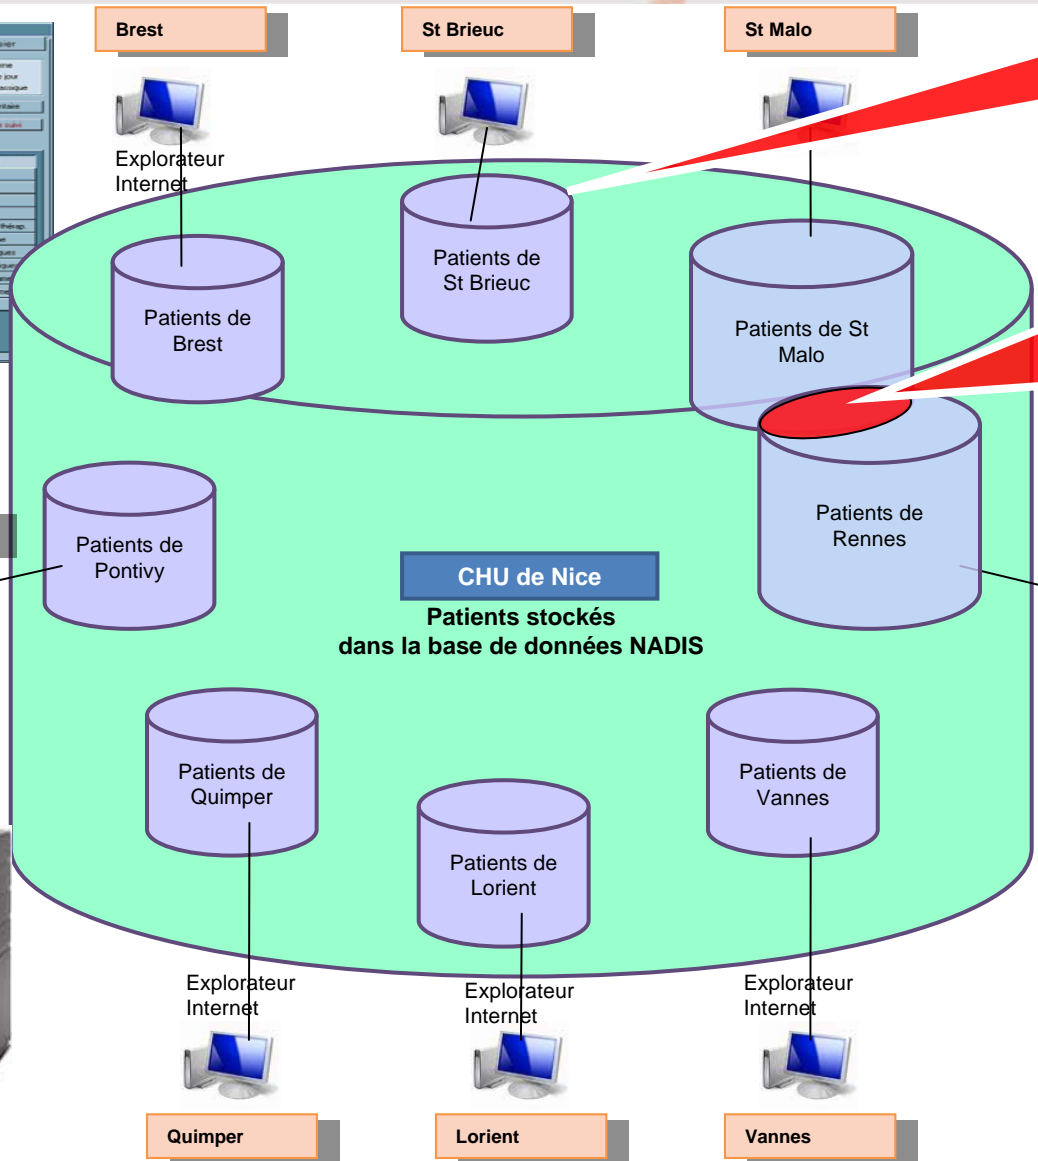 Brest
St Brieuc
St Malo
Explorateur
Internet
Patients de
St Brieuc
Patients de
Brest
Patients de St
Malo
Patients de
Rennes
Patients de
Pontivy
CHU de Nice
Patients stockés
dans la base de données NADIS
Patients de
Quimper
Patients de
Vannes
Patients de
Lorient
Explorateur
Internet
Explorateur
Internet
Explorateur
Internet
Quimper
Lorient
Vannes